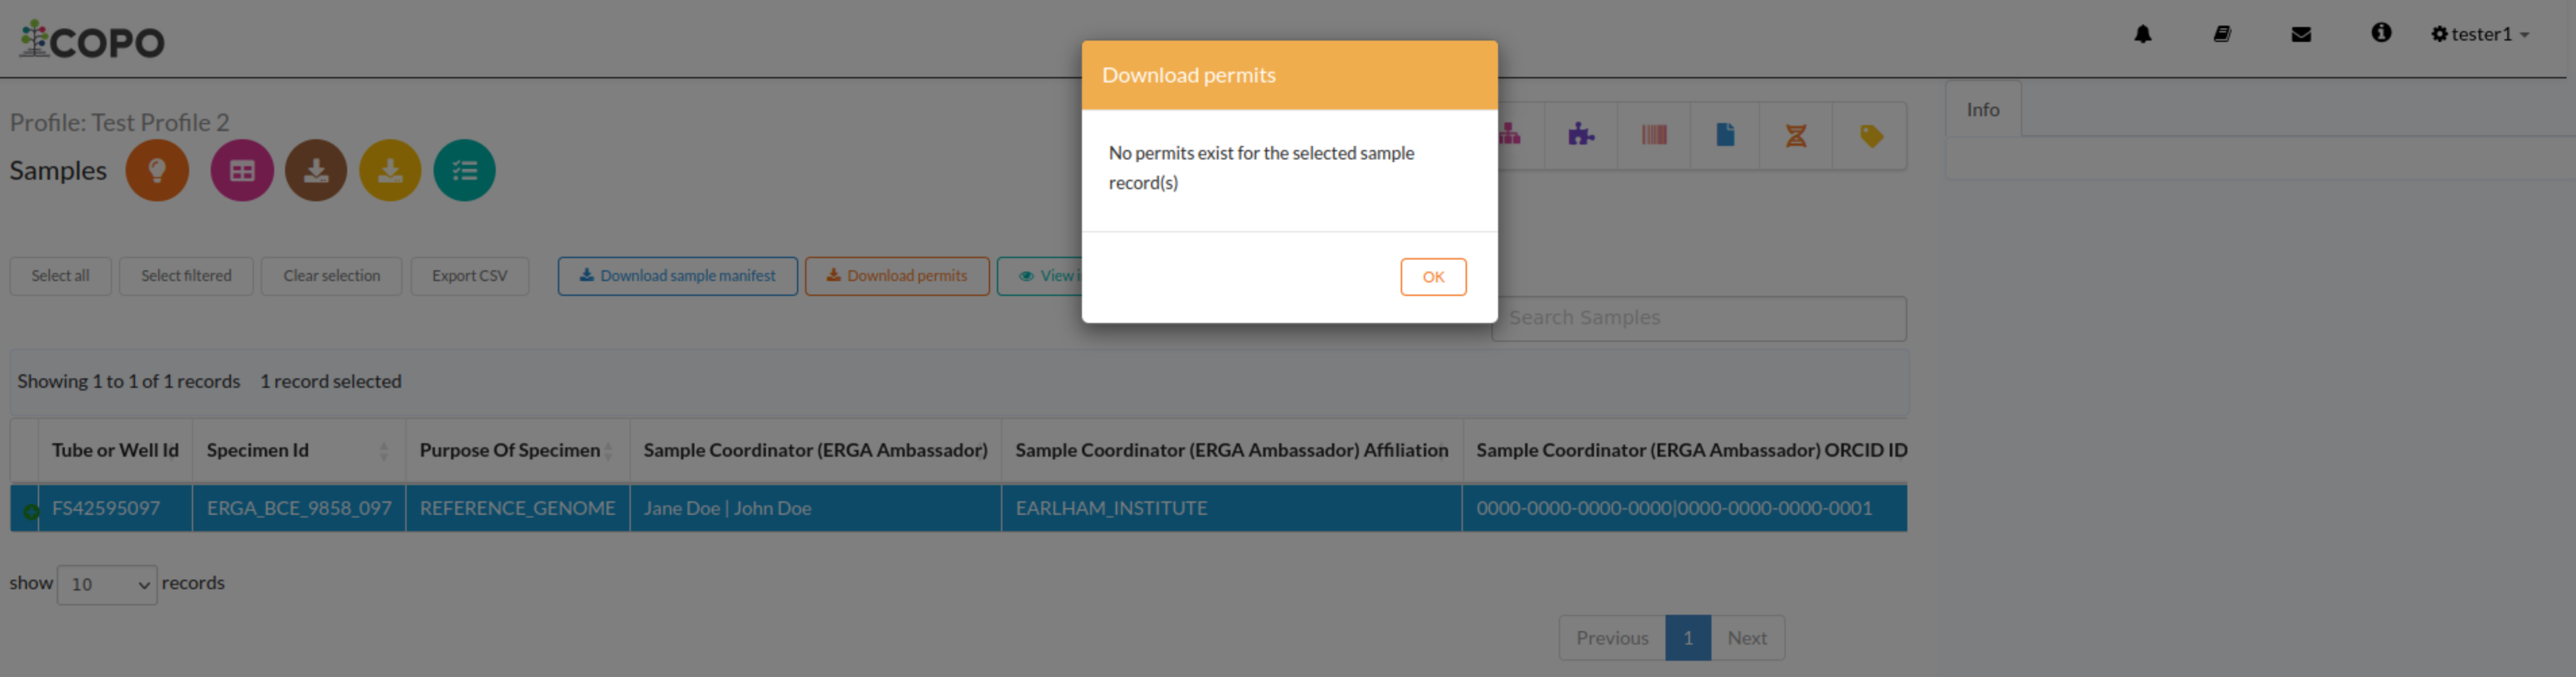 COPO
tester1
Download permits
No permits exist for the selected sample
record(s)
OK
Info
Profile: Test Profile 2
Samples
Select all
Select filtered
Clear selection
Export CSV
Download sample manifest
Download permits
View i
Search Samples
Showing 1 to 1 of 1 records 1 record selected
Tube or Well Id Specimen Id Purpose Of Specimen Sample Coordinator (ERGA Ambassador) Sample Coordinator (ERGA Ambassador) Affiliation Sample Coordinator (ERGA Ambassador) ORCID ID
FS42595097 ERGA_BCE_9858_097 REFERENCE_GENOME Jane Doe | John Doe EARLHAM_INSTITUTE 0000-0000-0000-0000|0000-0000-0000-0001
show 10 records
Previous 1 Next